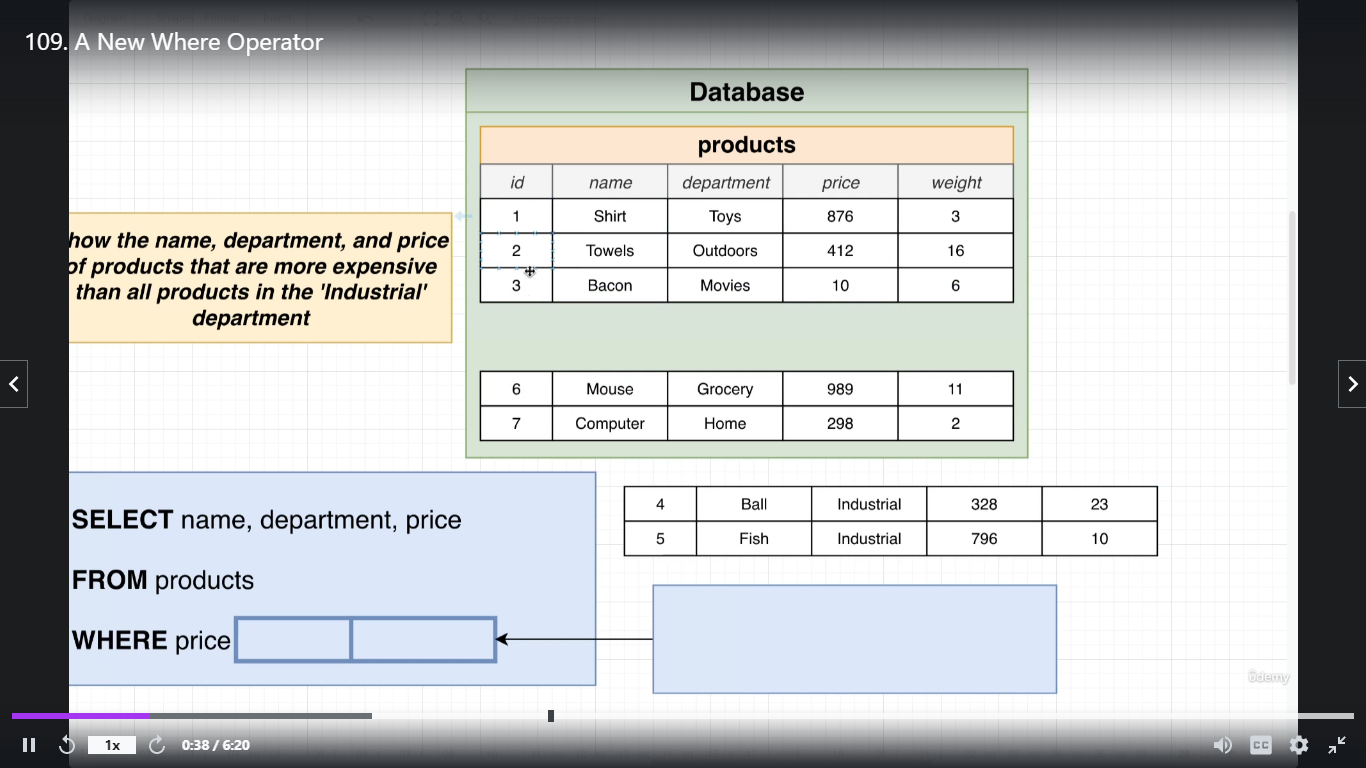 109. A New Where Operator
Database
products
id name department price weight
1 Shirt Toys 876 3
2 Towels Outdoors 412 16
3 Bacon Movies 10 6
how the name, department, and price
of products that are more expensive
than all products in the 'Industrial'
department
6 Mouse Grocery 989 11
7 Computer Home 298 2
4 Ball Industrial 328 23
5 Fish Industrial 796 10
SELECT name, department, price
FROM products
WHERE price
ûdemy
1x
0:38 / 6:20
CC